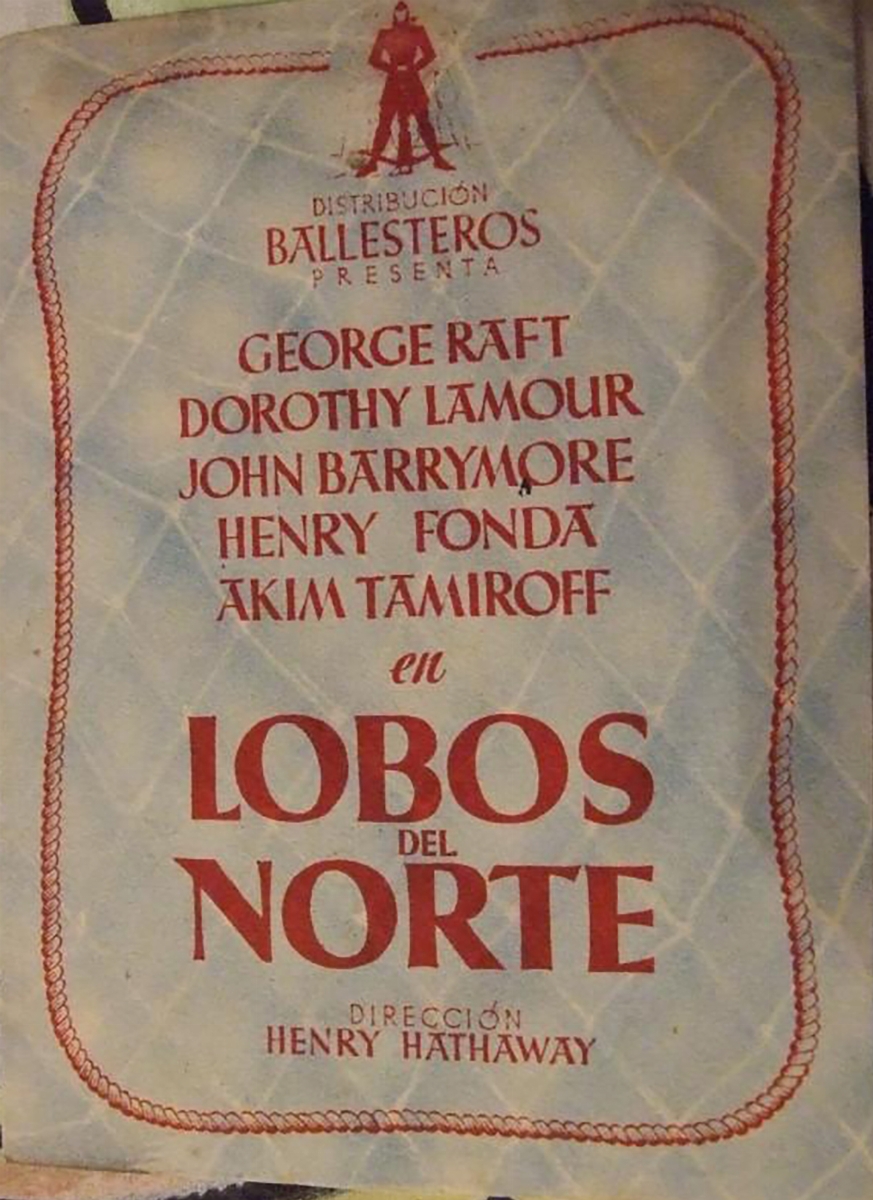 DISTRIBUCIÓN
BALLESTEROS
PRESENTA
GEORGE RAFT
DOROTHY LAMOUR
JOHN BARRYMORE
HENRY FONDA
AKIM TAMIROFF
en
LOBOS
DEL
NORTE
DIRECCIÓN
HENRY HATHAWAY